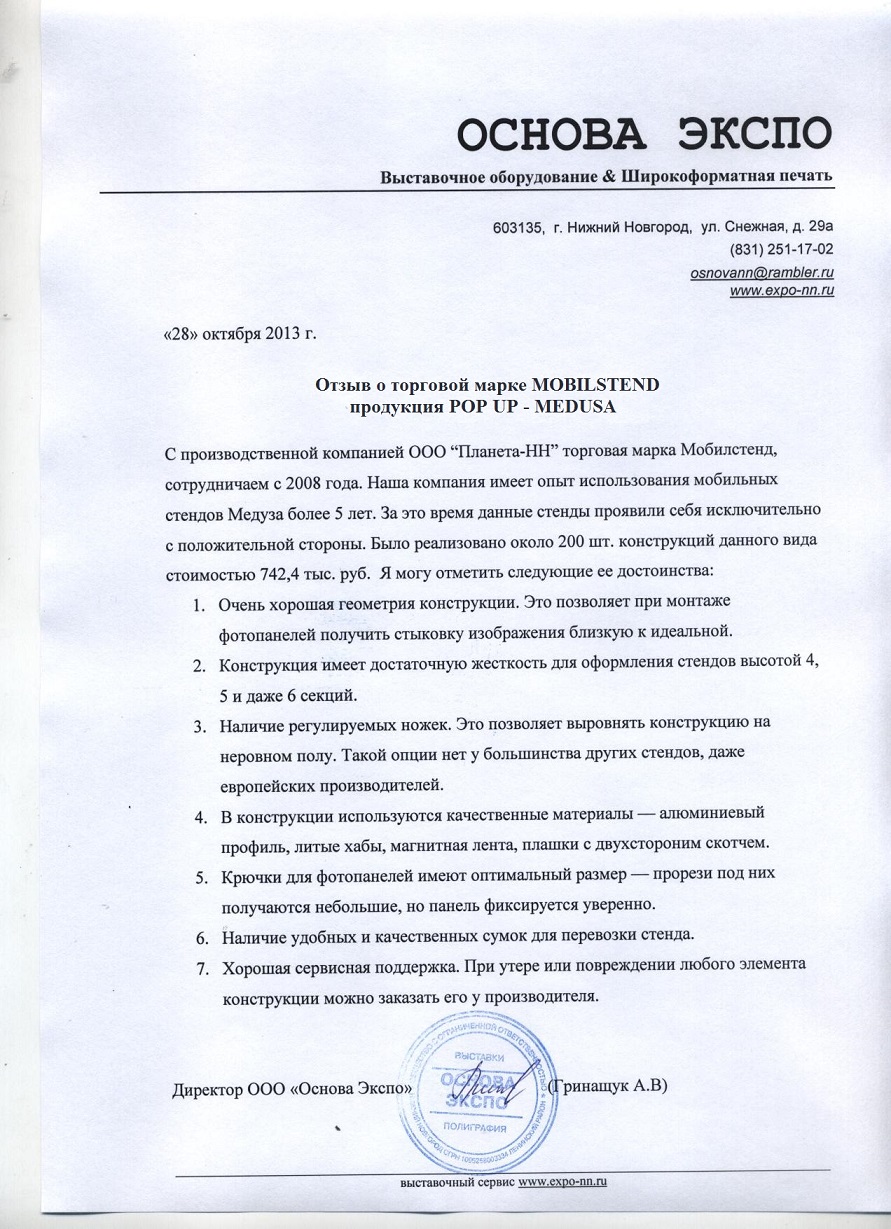 ОСНОВА ЭКСПО
Выставочное оборудование & Широкоформатная печать
603135, г. Нижний Новгород, ул. Снежная, д. 29а
(831) 251-17-02
osnovann@rambler.ru
www.expo-nn.ru
«28» октября 2013 г.
Отзыв о торговой марке MOBILSTEND
продукция POP UP - MEDUSA
С производственной компанией ООО “Планета-НН” торговая марка Мобилстенд,
сотрудничаем с 2008 года. Наша компания имеет опыт использования мобильных
стендов Медуза более 5 лет. За это время данные стенды проявили себя исключительно
с положительной стороны. Было реализовано около 200 шт. конструкций данного вида
стоимостью 742,4 тыс. руб. Я могу отметить следующие ее достоинства:
1. Очень хорошая геометрия конструкции. Это позволяет при монтаже
фотопанелей получить стыковку изображения близкую к идеальной.
2. Конструкция имеет достаточную жесткость для оформления стендов высотой 4,
5 и даже 6 секций.
3. Наличие регулируемых ножек. Это позволяет выровнять конструкцию на
неровном полу. Такой опции нет у большинства других стендов, даже
европейских производителей.
4. В конструкции используются качественные материалы — алюминиевый
профиль, литые хабы, магнитная лента, плашки с двухстороним скотчем.
5. Крючки для фотопанелей имеют оптимальный размер — прорези под них
получаются небольшие, но панель фиксируется уверенно.
6. Наличие удобных и качественных сумок для перевозки стенда.
7. Хорошая сервисная поддержка. При утере или повреждении любого элемента
конструкции можно заказать его у производителя.
Директор ООО «Основа Экспо» (Гринащук А.В)
ВЫСТАВКИ
ОСНОВА
ЭКСПО
ПОЛИГРАФИЯ
С ОГРАНИЧЕННОЙ ОТВЕТСТВЕННОСТЬЮ
ЛЕНИНСКИЙ РАЙОН
выставочный сервис www.expo-nn.ru